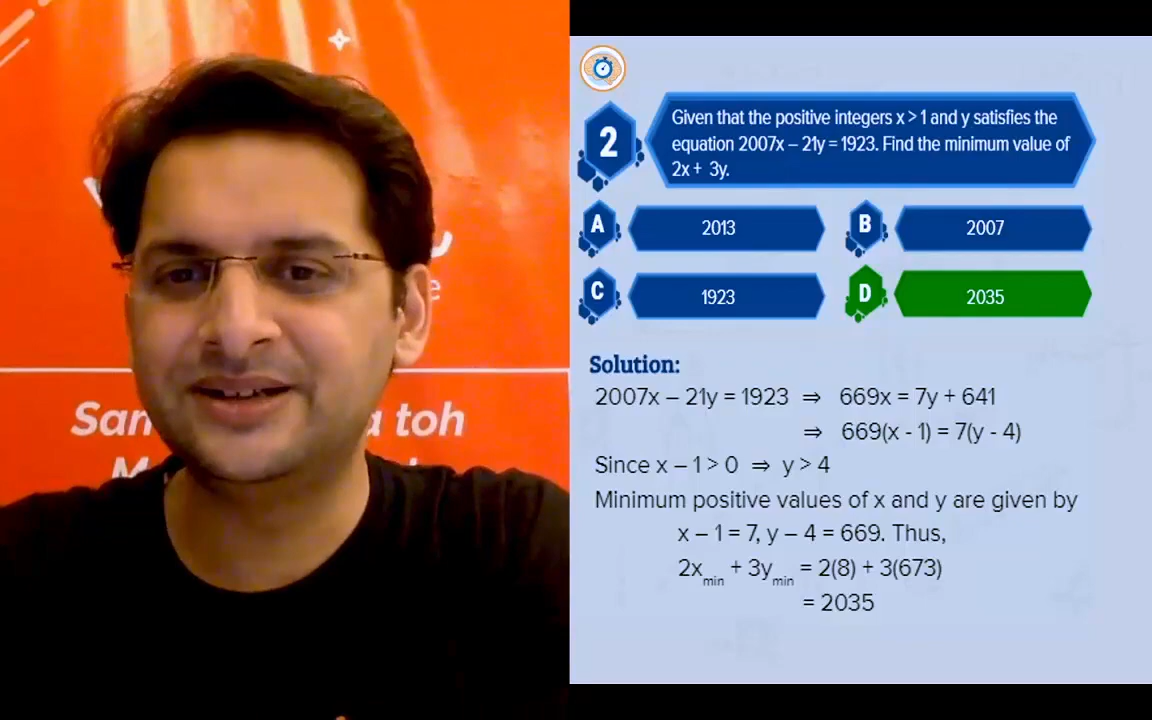 San
a toh
e
2
Given that the positive integers x > 1 and y satisfies the
equation 2007x – 21y = 1923. Find the minimum value of
2x + 3y.
A 2013
B 2007
C 1923
D 2035
Solution:
2007x – 21y = 1923 ⇒ 669x = 7y + 641
⇒ 669(x - 1) = 7(y - 4)
Since x – 1 > 0 ⇒ y > 4
Minimum positive values of x and y are given by
x – 1 = 7, y – 4 = 669. Thus,
2xmin + 3ymin = 2(8) + 3(673)
= 2035